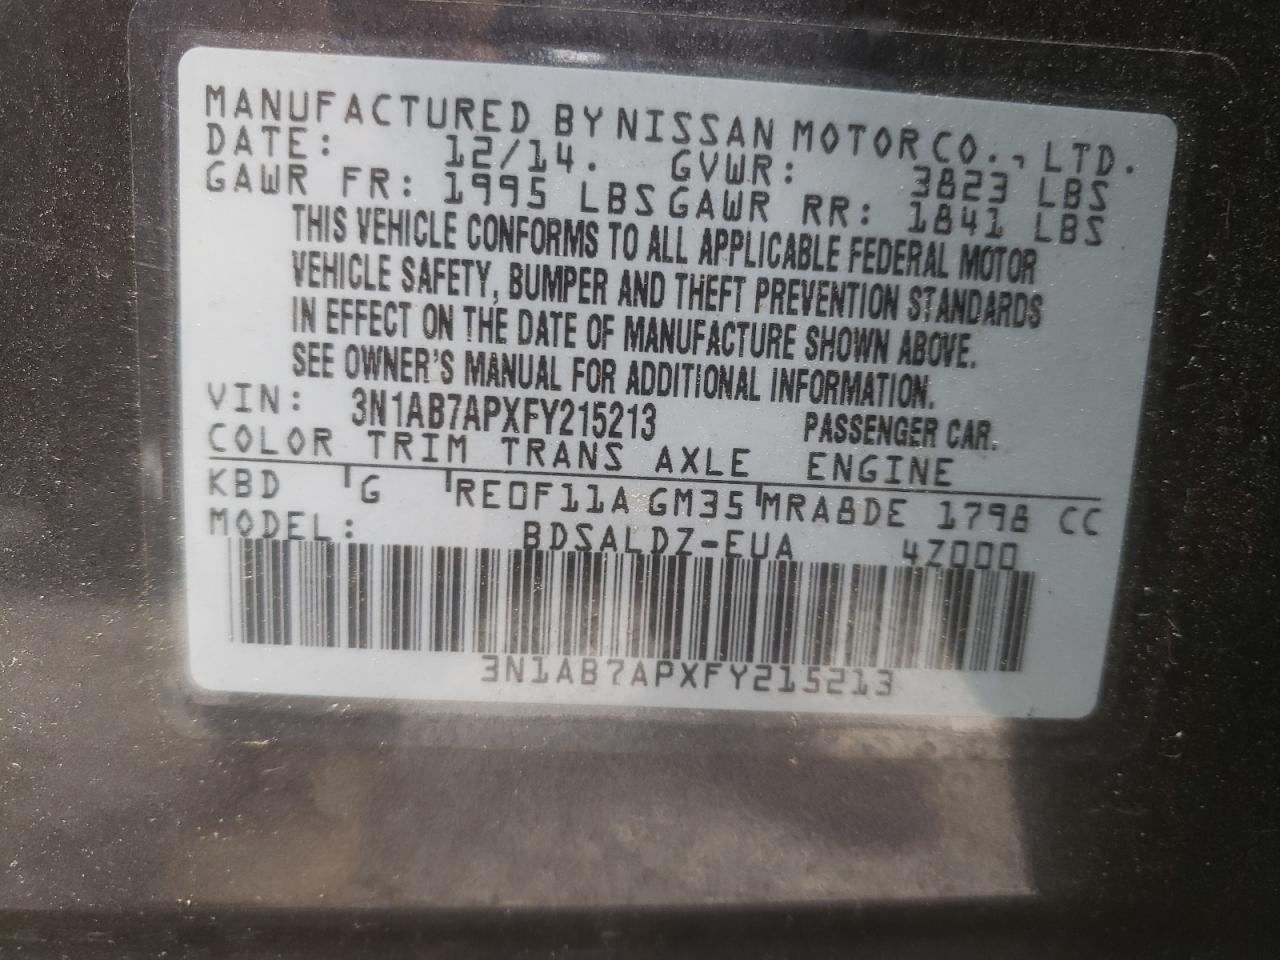 MANUFACTURED BY NISSAN MOTOR CO., LTD.
DATE: 12/14. GVWR: 3823 LBS
GAWR FR: 1995 LBS GAWR RR: 1841 LBS
THIS VEHICLE CONFORMS TO ALL APPLICABLE FEDERAL MOTOR
VEHICLE SAFETY, BUMPER AND THEFT PREVENTION STANDARDS
IN EFFECT ON THE DATE OF MANUFACTURE SHOWN ABOVE.
SEE OWNER'S MANUAL FOR ADDITIONAL INFORMATION.
VIN: 3N1AB7APXFY215213 PASSENGER CAR.
COLOR TRIM TRANS AXLE ENGINE
KBD G RE0F11A GM35 MRA8DE 1798 CC
MODEL: BDSALDZ-EUA 4Z000
3N1AB7APXFY215213